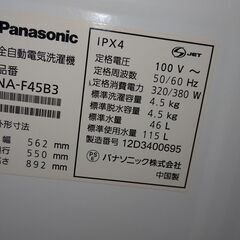 Panasonic
全自動電気洗濯機
品番
NA-F45B3
外形寸法
幅 562 mm
550 mm
892 mm
IPX4
S JET
定格電圧 100 V ~
定格周波数 50/60 Hz
定格消費電力 320/380 W
標準洗濯容量 4.5 kg
標準脱水容量 4.5 kg
標準水量 46 L
標準使用水量 115 L
製造番号 12D3400695
PS E
パナソニック株式会社
中国製